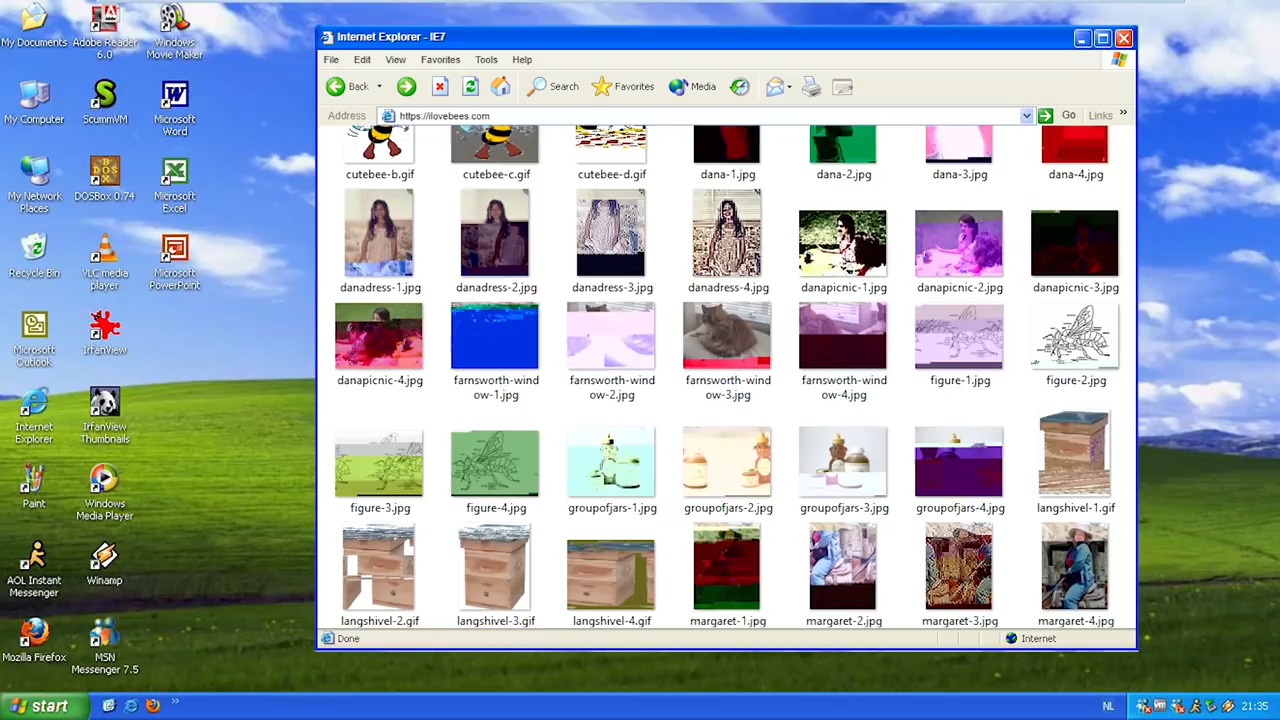 My Documents
Adobe Reader
6.0
Windows
Movie Maker
My Computer
ScummVM
Microsoft
Word
My Network
Places
DOSBox 0.74
Microsoft
Excel
Recycle Bin
VLC media
player
Microsoft
PowerPoint
Microsoft
Outlook
IrfanView
Internet
Explorer
IrfanView
Thumbnails
Paint
Windows
Media Player
AOL Instant
Messenger
Winamp
Mozilla Firefox
MSN
Messenger 7.5
Internet Explorer - IE7
File Edit View Favorites Tools Help
Back Search Favorites Media
Address https://ilovebees.com Go Links »
cutebee-b.gif cutebee-c.gif cutebee-d.gif dana-1.jpg dana-2.jpg dana-3.jpg dana-4.jpg
danadress-1.jpg danadress-2.jpg danadress-3.jpg danadress-4.jpg danapicnic-1.jpg danapicnic-2.jpg danapicnic-3.jpg
danapicnic-4.jpg farnsworth-wind farnsworth-wind farnsworth-wind farnsworth-wind figure-1.jpg figure-2.jpg
ow-1.jpg ow-2.jpg ow-3.jpg ow-4.jpg
figure-3.jpg figure-4.jpg groupofjars-1.jpg groupofjars-2.jpg groupofjars-3.jpg groupofjars-4.jpg langshivel-1.gif
langshivel-2.gif langshivel-3.gif langshivel-4.gif margaret-1.jpg margaret-2.jpg margaret-3.jpg margaret-4.jpg
Done Internet
start » NL 21:35